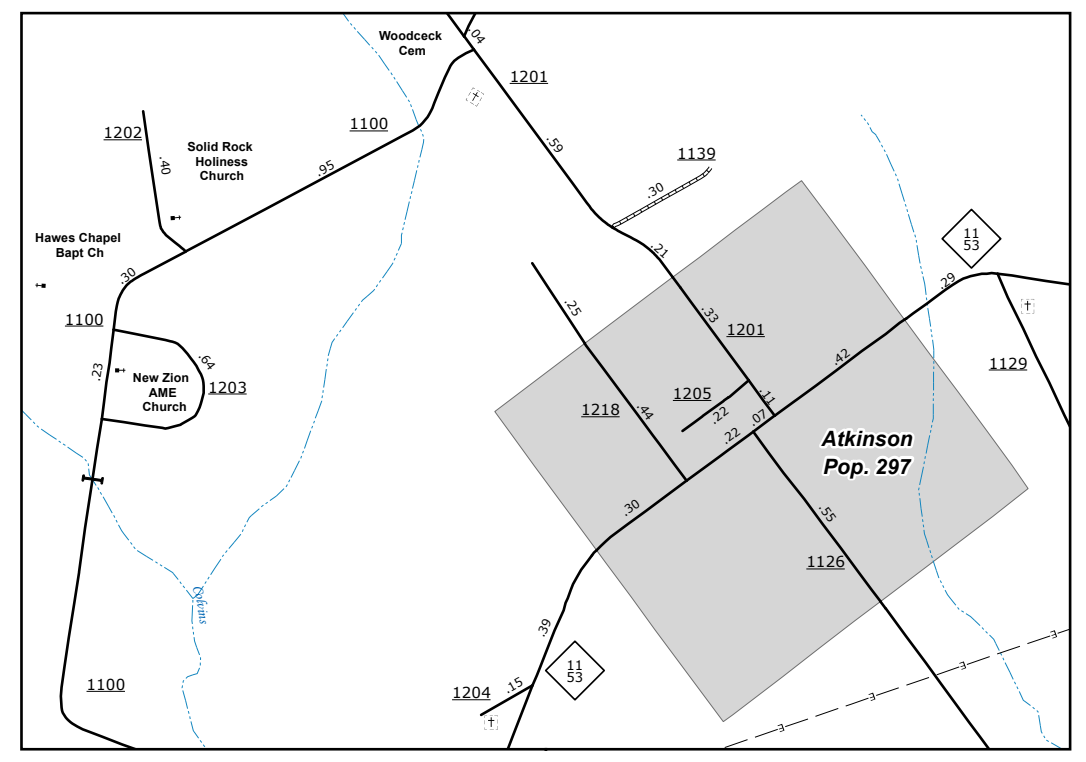 Woodceck
Cem
.04
1201
1100
1202
Solid Rock
Holiness
Church
.40
.95
.59
1139
.30
Hawes Chapel
Bapt Ch
.30
.21
11
53
.29
1100
.25
.33
1201
.42
.23
.64
New Zion
AME
Church
1203
1129
1205
.11
1218
.44
.22
.07
.22
Atkinson
Pop. 297
.30
.55
1126
Colvins
.39
11
53
1100
1204
.15
E
E
E
E